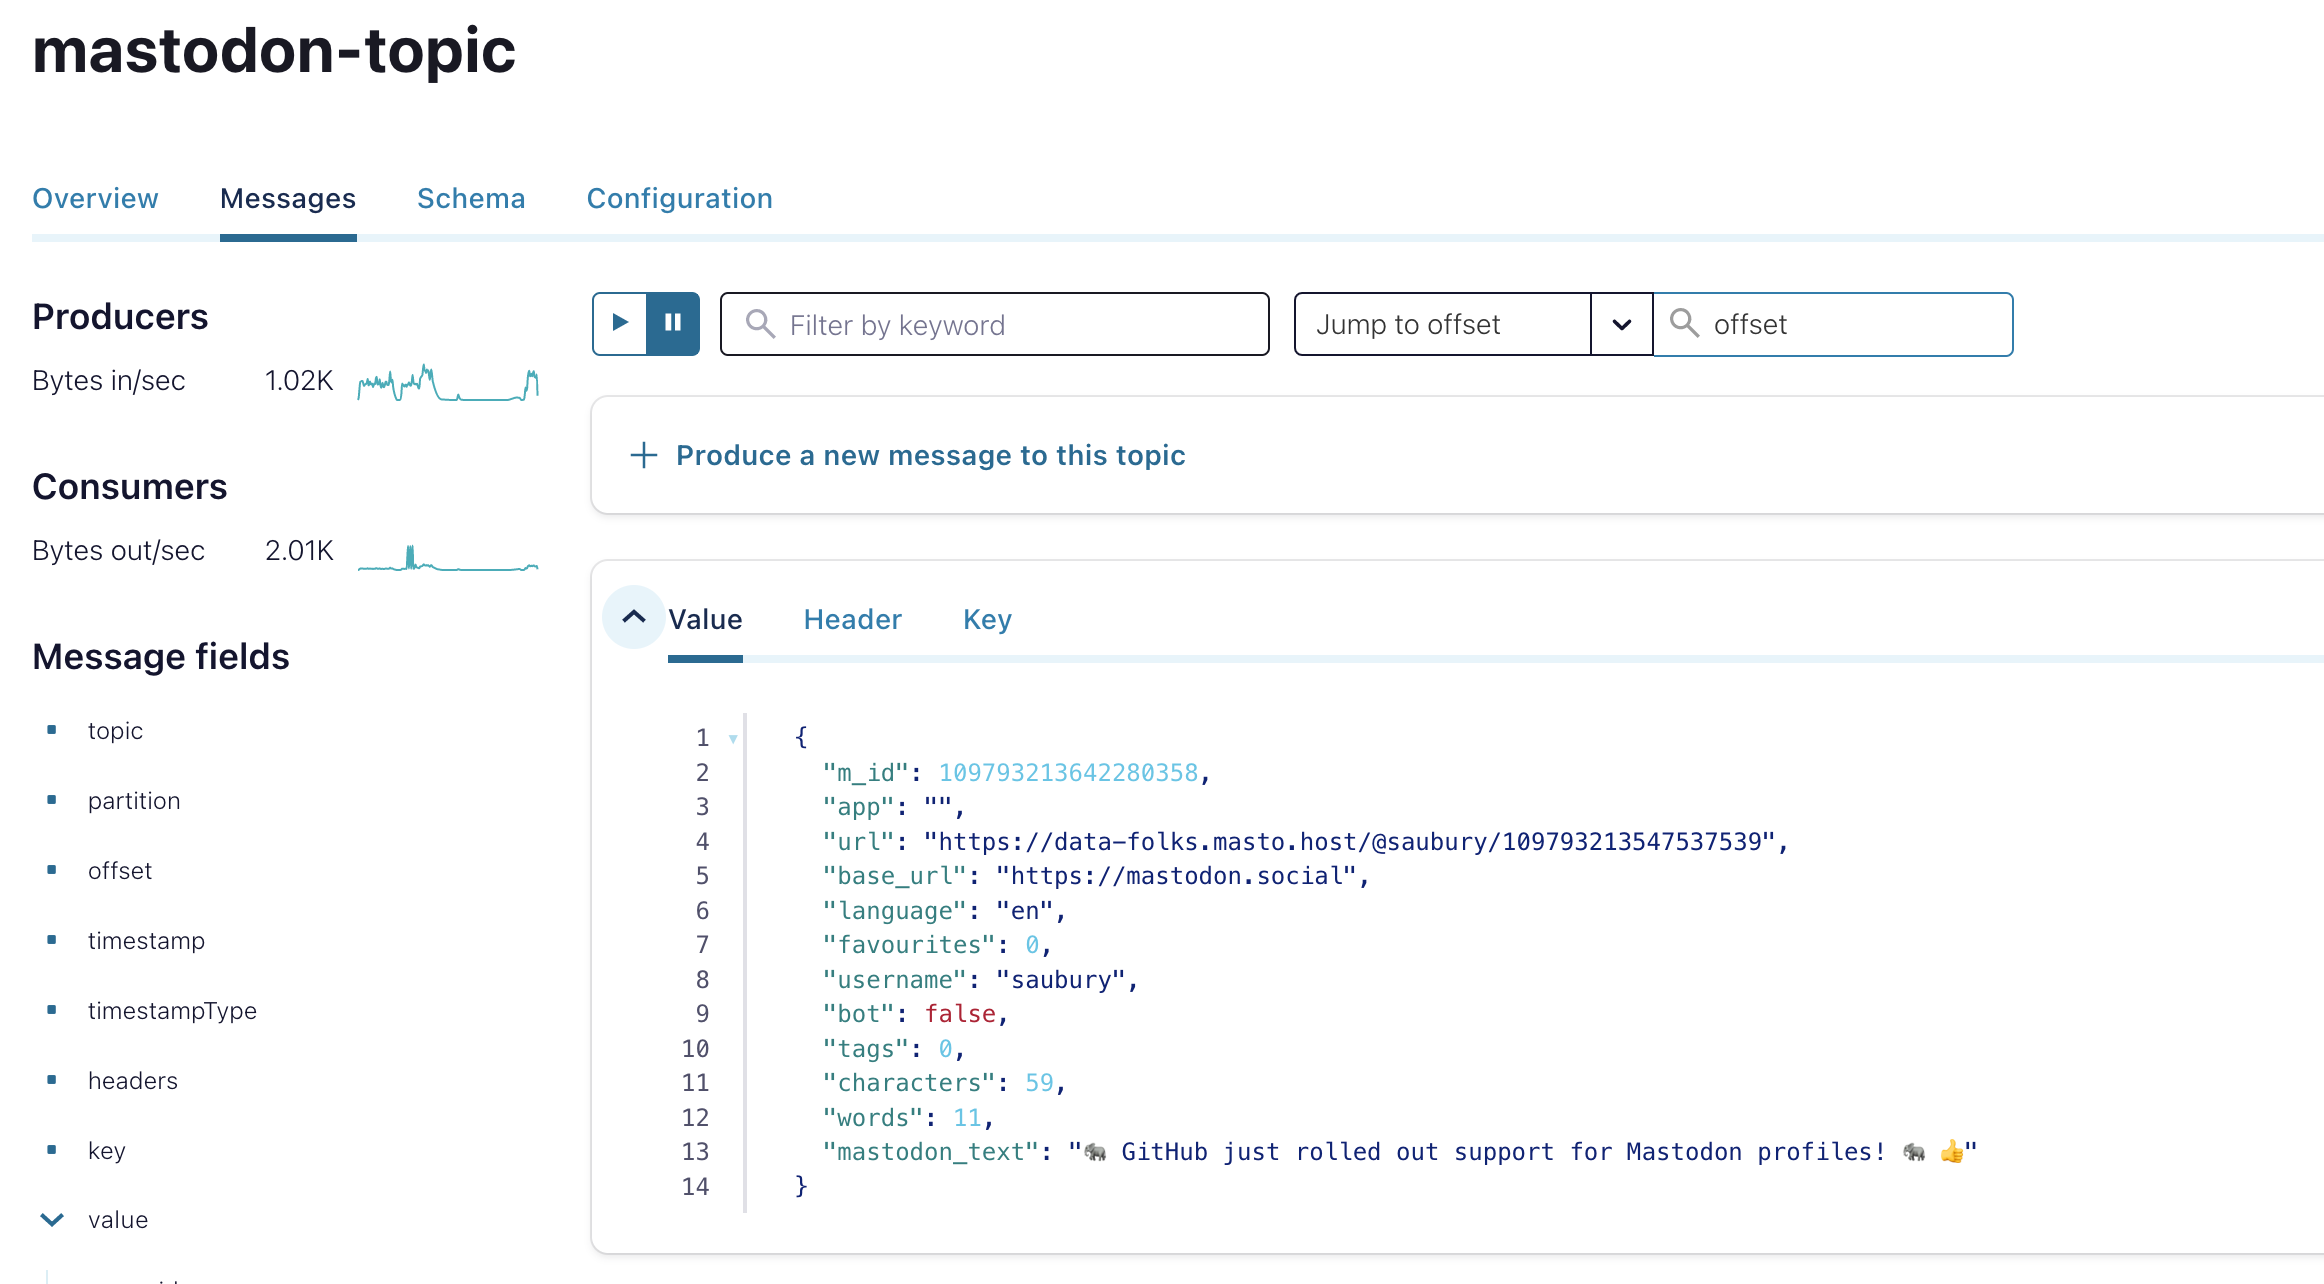 mastodon-topic
Overview Messages Schema Configuration
Producers
Bytes in/sec 1.02K
Consumers
Bytes out/sec 2.01K
Message fields
topic
partition
offset
timestamp
timestampType
headers
key
value
Filter by keyword Jump to offset offset
+ Produce a new message to this topic
Value Header Key
1 {
2 "m_id": 109793213642280358,
3 "app": "",
4 "url": "https://data-folks.masto.host/@saubury/109793213547537539",
5 "base_url": "https://mastodon.social",
6 "language": "en",
7 "favourites": 0,
8 "username": "saubury",
9 "bot": false,
10 "tags": 0,
11 "characters": 59,
12 "words": 11,
13 "mastodon_text": "🐘 GitHub just rolled out support for Mastodon profiles! 🐘 👍"
14 }